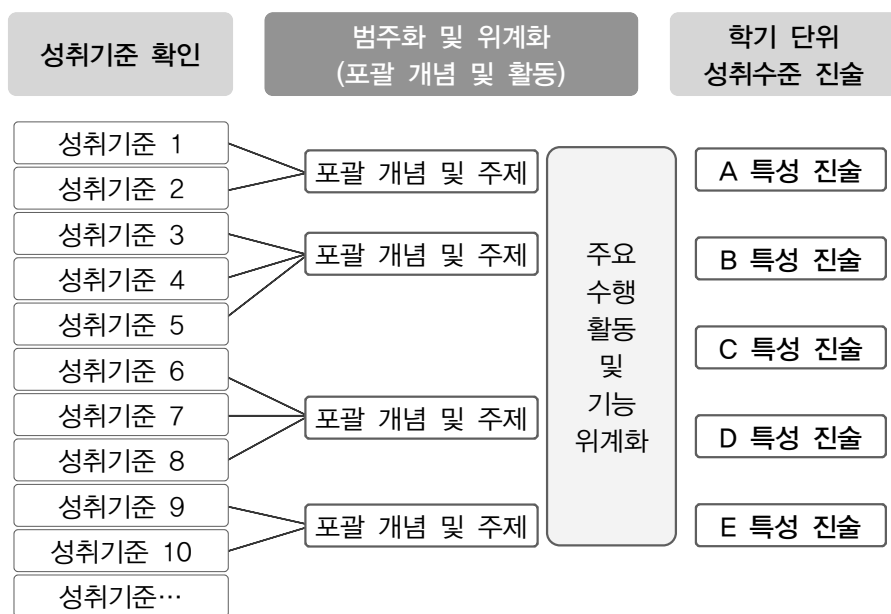 성취기준 확인
범주화 및 위계화
(포괄 개념 및 활동)
학기 단위
성취수준 진술
성취기준 1
성취기준 2
성취기준 3
성취기준 4
성취기준 5
성취기준 6
성취기준 7
성취기준 8
성취기준 9
성취기준 10
성취기준…
포괄 개념 및 주제
포괄 개념 및 주제
포괄 개념 및 주제
포괄 개념 및 주제
주요
수행
활동
및
기능
위계화
A 특성 진술
B 특성 진술
C 특성 진술
D 특성 진술
E 특성 진술